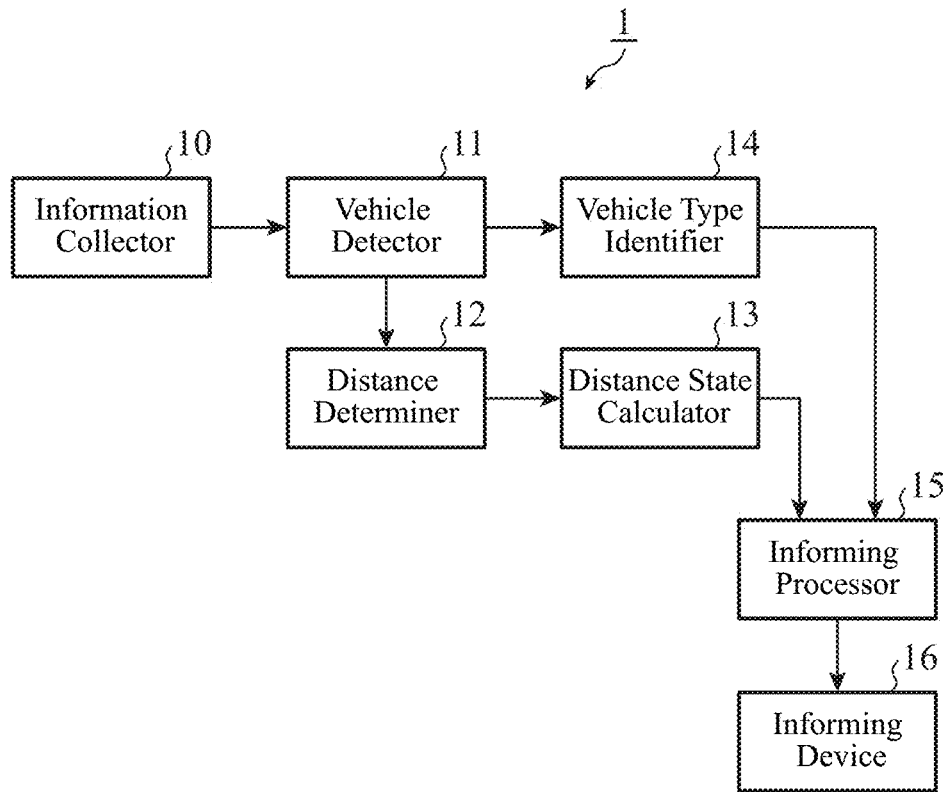 1
10
11
14
Information
Collector
Vehicle
Detector
Vehicle Type
Identifier
12
13
Distance
Determiner
Distance State
Calculator
15
Informing
Processor
16
Informing
Device